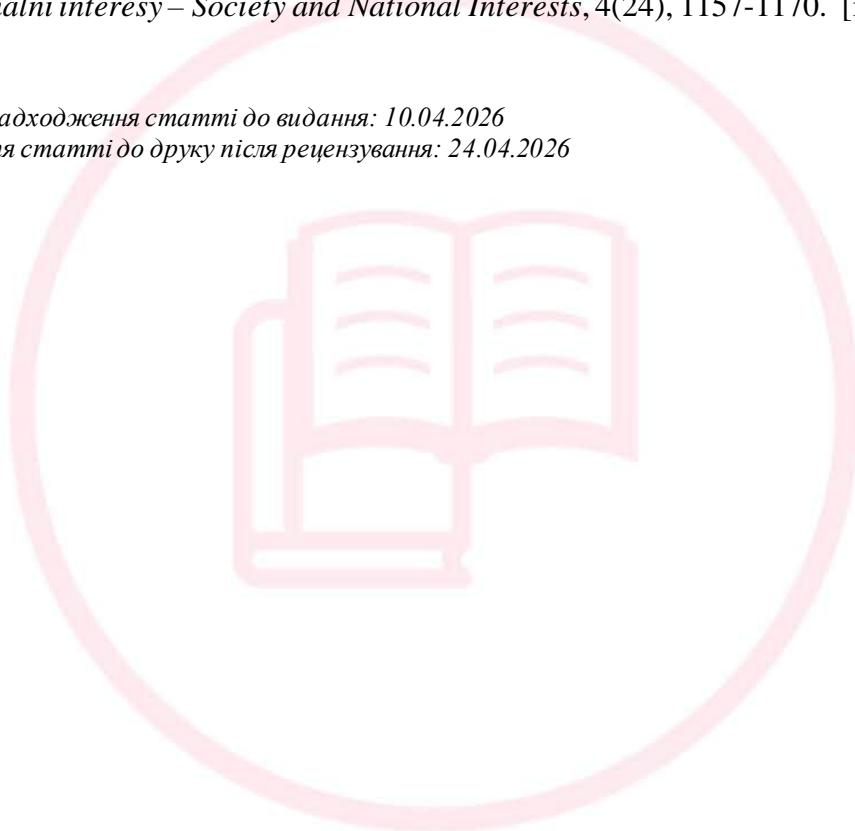 nalni interesy – Society and National Interests, 4(24), 1157-1170. [
адходження статті до видання: 10.04.2026
я статті до друку після рецензування: 24.04.2026